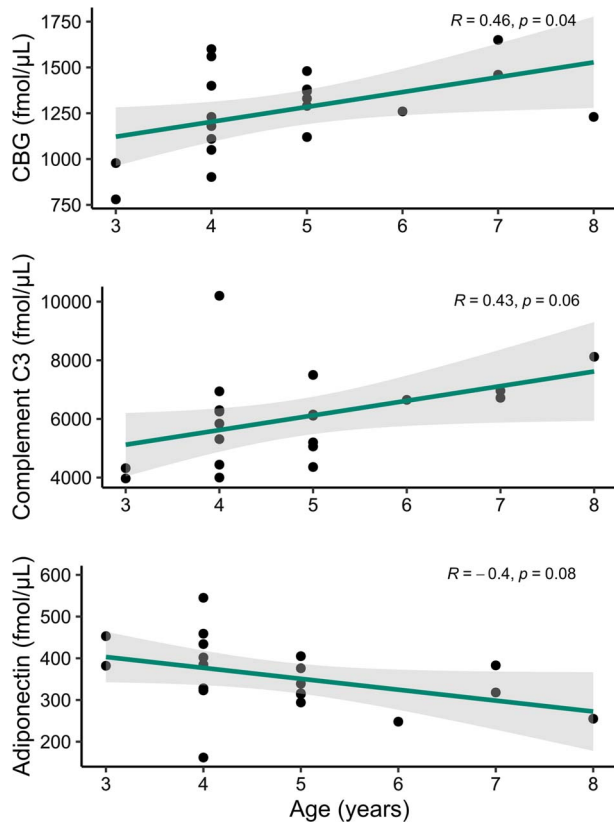 R = 0.46, p = 0.04
CBG (fmol/μL)
1750
1500
1250
1000
750
3 4 5 6 7 8
R = 0.43, p = 0.06
Complement C3 (fmol/μL)
10000
8000
6000
4000
3 4 5 6 7 8
R = – 0.4, p = 0.08
Adiponectin (fmol/μL)
600
500
400
300
200
3 4 5 6 7 8
Age (years)